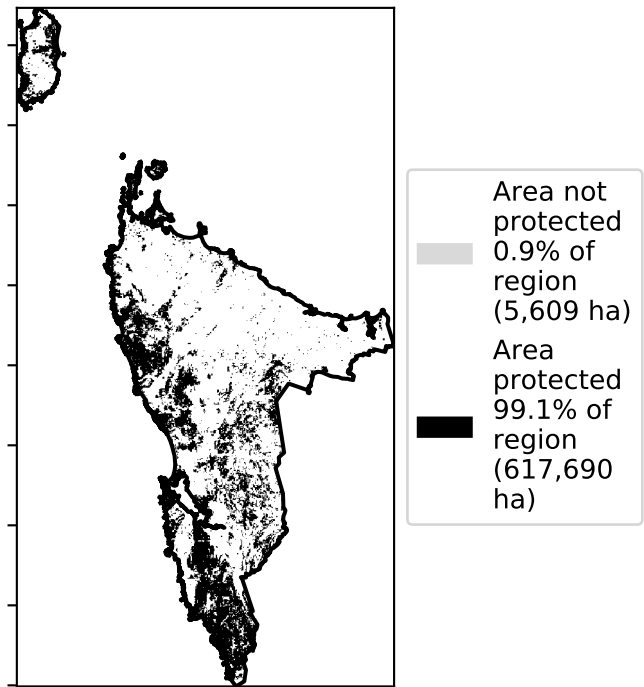 Area not
protected
0.9% of
region
(5,609 ha)
Area
protected
99.1% of
region
(617,690
ha)